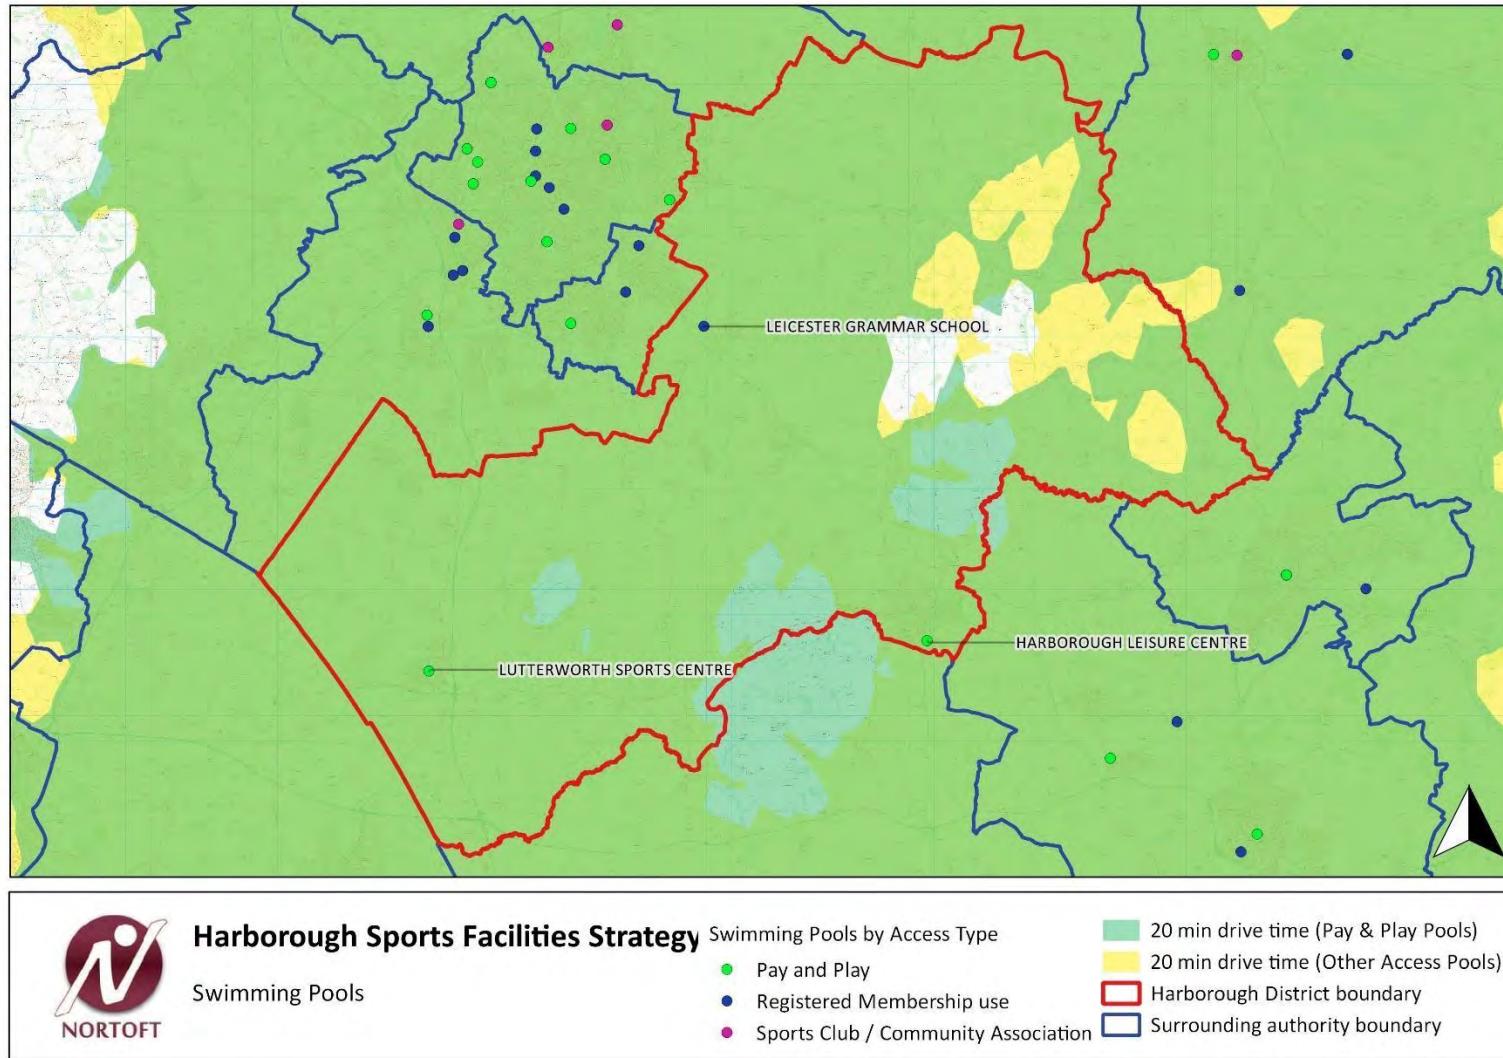 LEICESTER GRAMMAR SCHOOL
HARBOROUGH LEISURE CENTRE
LUTTERWORTH SPORTS CENTRE
NORTOFT
Harborough Sports Facilities Strategy
Swimming Pools
Swimming Pools by Access Type
Pay and Play
Registered Membership use
Sports Club / Community Association
20 min drive time (Pay & Play Pools)
20 min drive time (Other Access Pools)
Harborough District boundary
Surrounding authority boundary